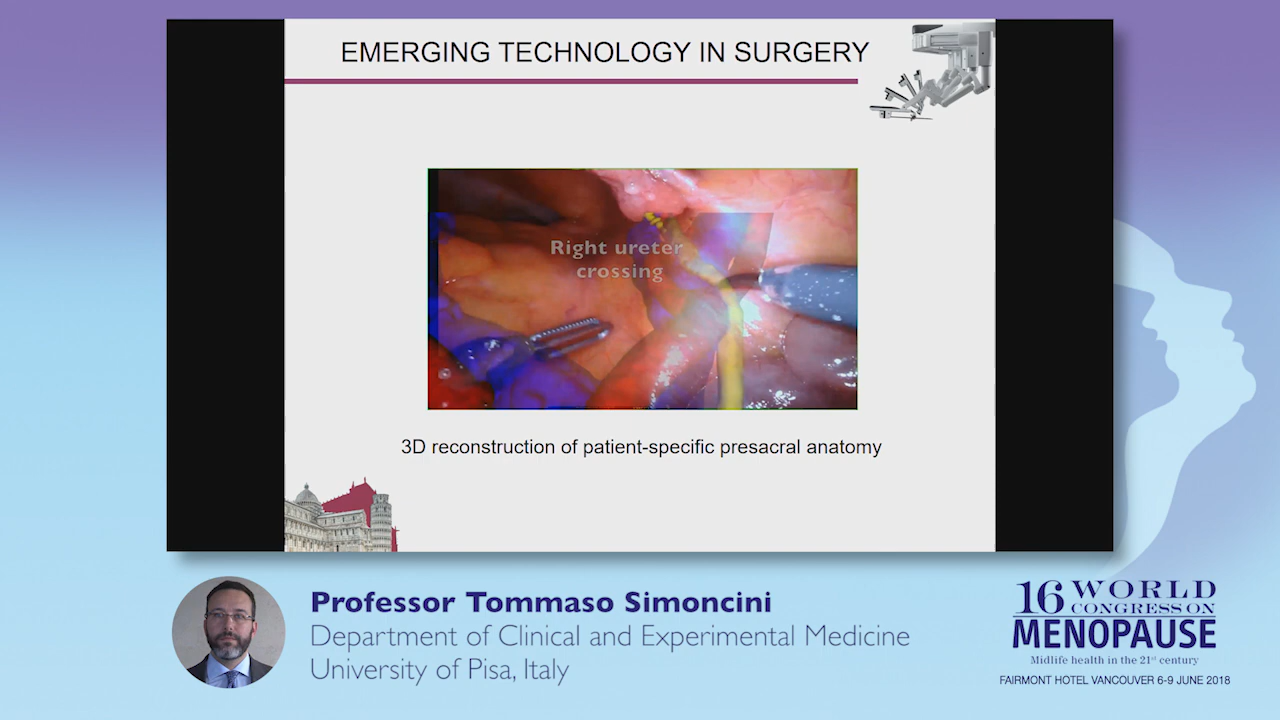 EMERGING TECHNOLOGY IN SURGERY
Right ureter
crossing
3D reconstruction of patient-specific presacral anatomy
Professor Tommaso Simoncini
Department of Clinical and Experimental Medicine
University of Pisa, Italy
16 WORLD
CONGRESS ON
MENOPAUSE
Midlife health in the 21st century
FAIRMONT HOTEL VANCOUVER 6-9 JUNE 2018